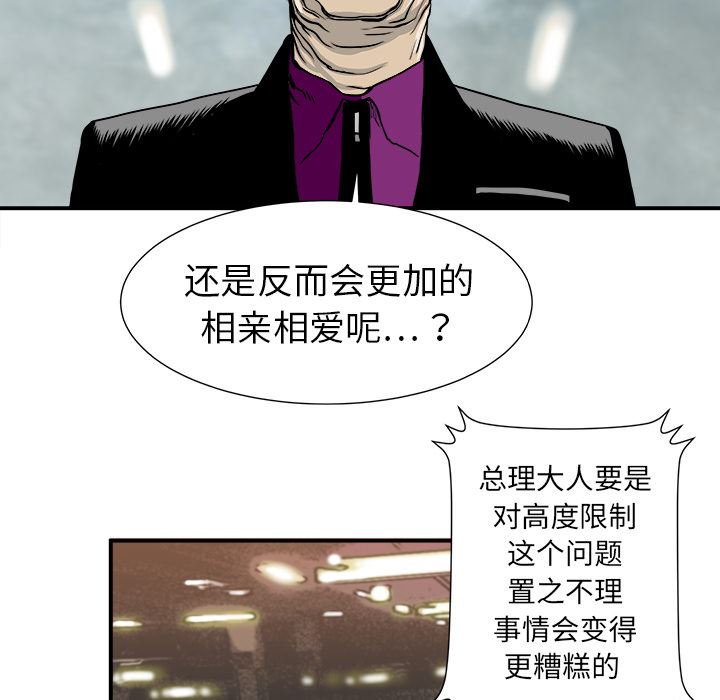 还是反而会更加的
相亲相爱呢...？
总理大人要是
对高度限制
这个问题
置之不理
事情会变得
更糟糕的